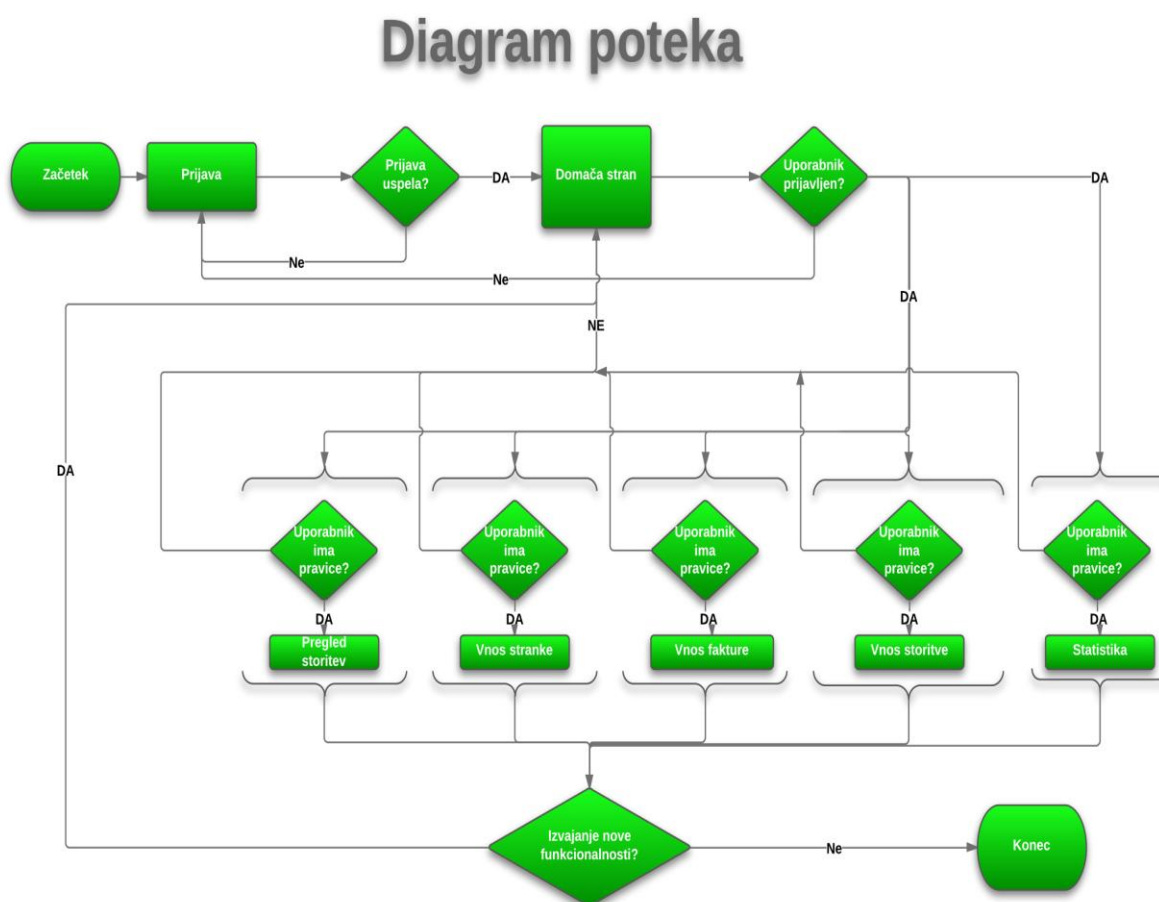 Diagram poteka
Začetek
Prijava
Prijava
uspela?
DA
Domača stran
Uporabnik
prijavljen?
DA
Ne
Ne
DA
NE
DA
Uporabnik
ima
pravice?
Uporabnik
ima
pravice?
Uporabnik
ima
pravice?
Uporabnik
ima
pravice?
Uporabnik
ima
pravice?
DA
DA
DA
DA
DA
Pregled
storitev
Vnos stranke
Vnos fakture
Vnos storitve
Statistika
Izvajanje nove
funkcionalnosti?
Ne
Konec